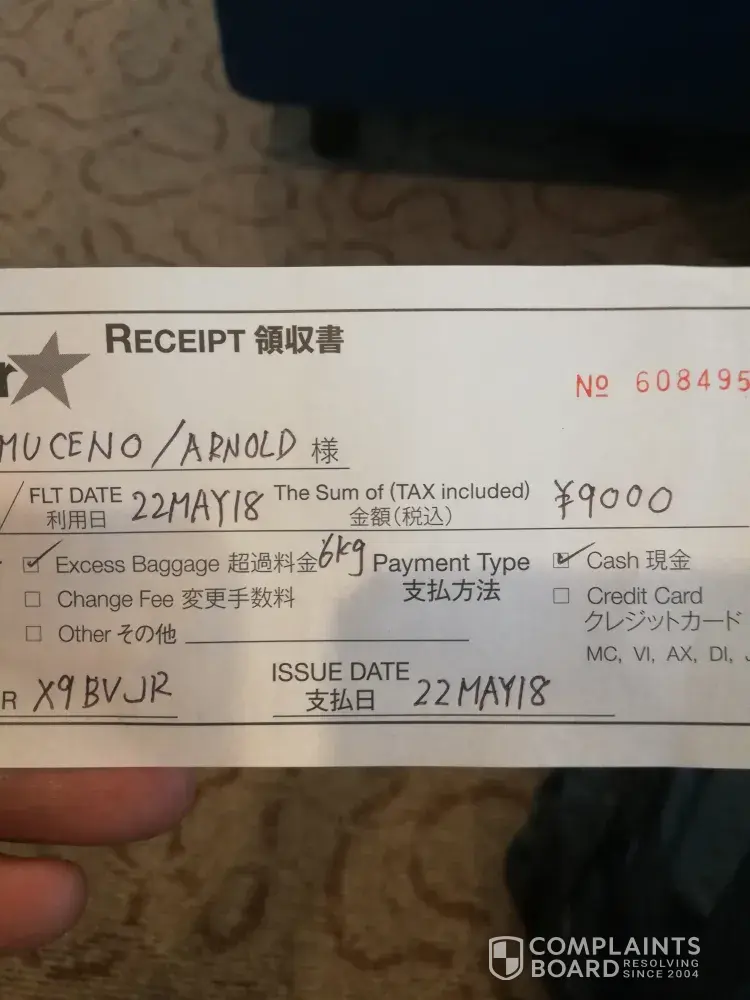 RECEIPT 領収書
r★
Nº 608495
MUCENO/ARNOLD 様
FLT DATE 22MAY18 The Sum of (TAX included) ¥9000
利用日 金額(税込)
☑ Excess Baggage 超過料金 6kg Payment Type ☑ Cash 現金
支払方法
☐ Change Fee 変更手数料 ☐ Credit Card
クレジットカード
☐ Other その他
MC, VI, AX, DI, J
R X9BVJR ISSUE DATE 22MAY18
支払日
COMPLAINTS
BOARD RESOLVING
SINCE 2004